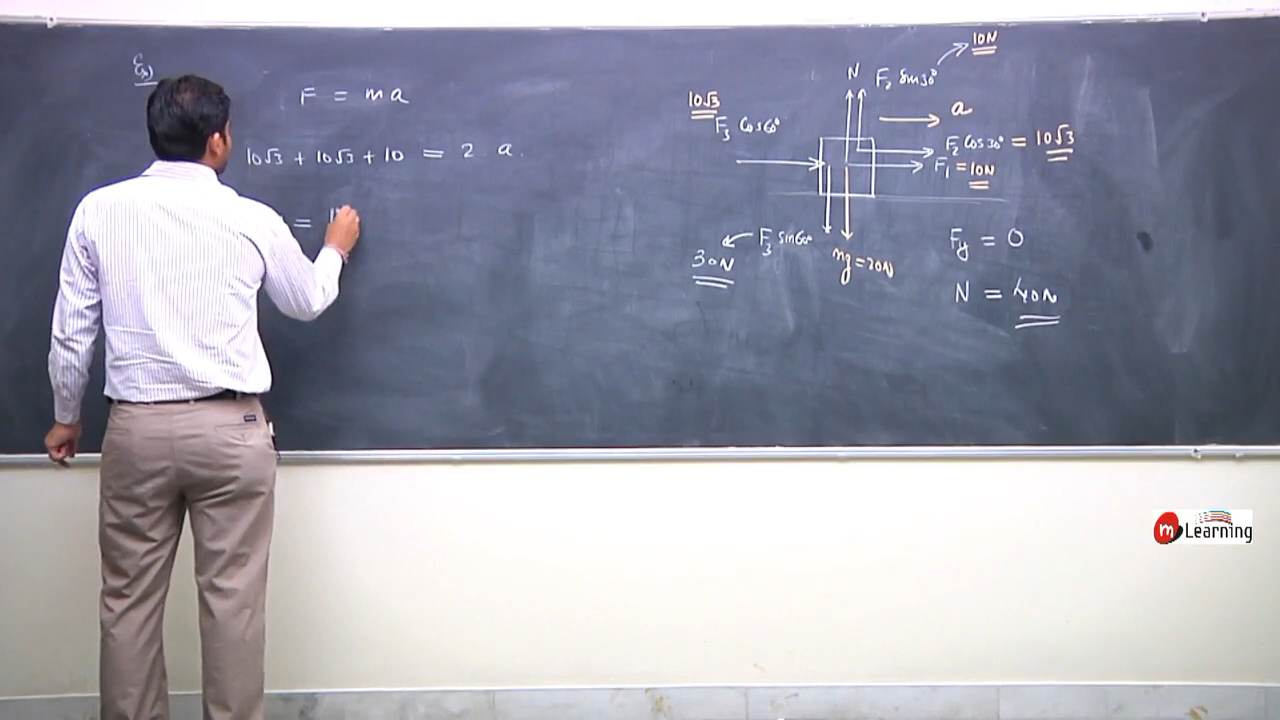 Ex)
F = ma
10√3 + 10√3 + 10 = 2 . a .
=
10N
N
F₂ Sin30°
10√3
F₃ Cos60°
a
F₂ Cos30° = 10√3
F₁ = 10N
F₃ sin60°
30N
mg = 20N
Fy = 0
N = 40N
m Learning